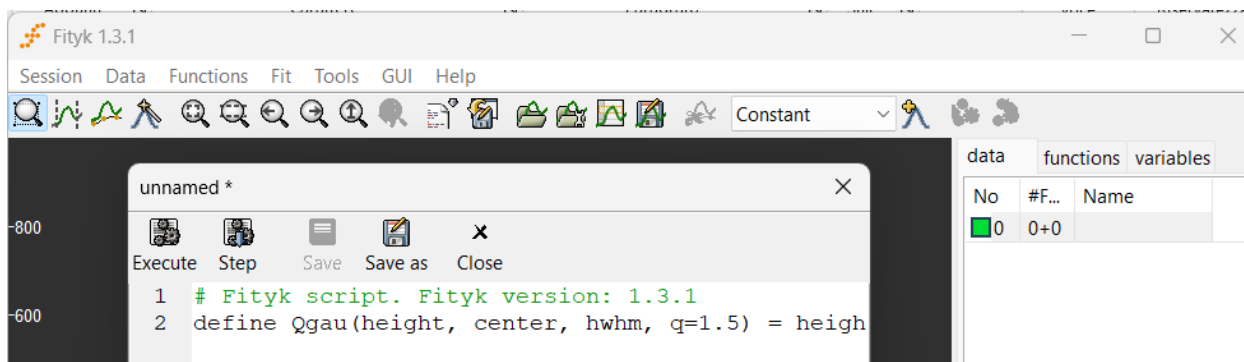 Fityk 1.3.1
Session Data Functions Fit Tools GUI Help
Constant
data functions variables
unnamed *
No #F... Name
0 0+0
-800
Execute Step Save Save as Close
1 # Fityk script. Fityk version: 1.3.1
-600
2 define Qgau(height, center, hwhm, q=1.5) = heigh